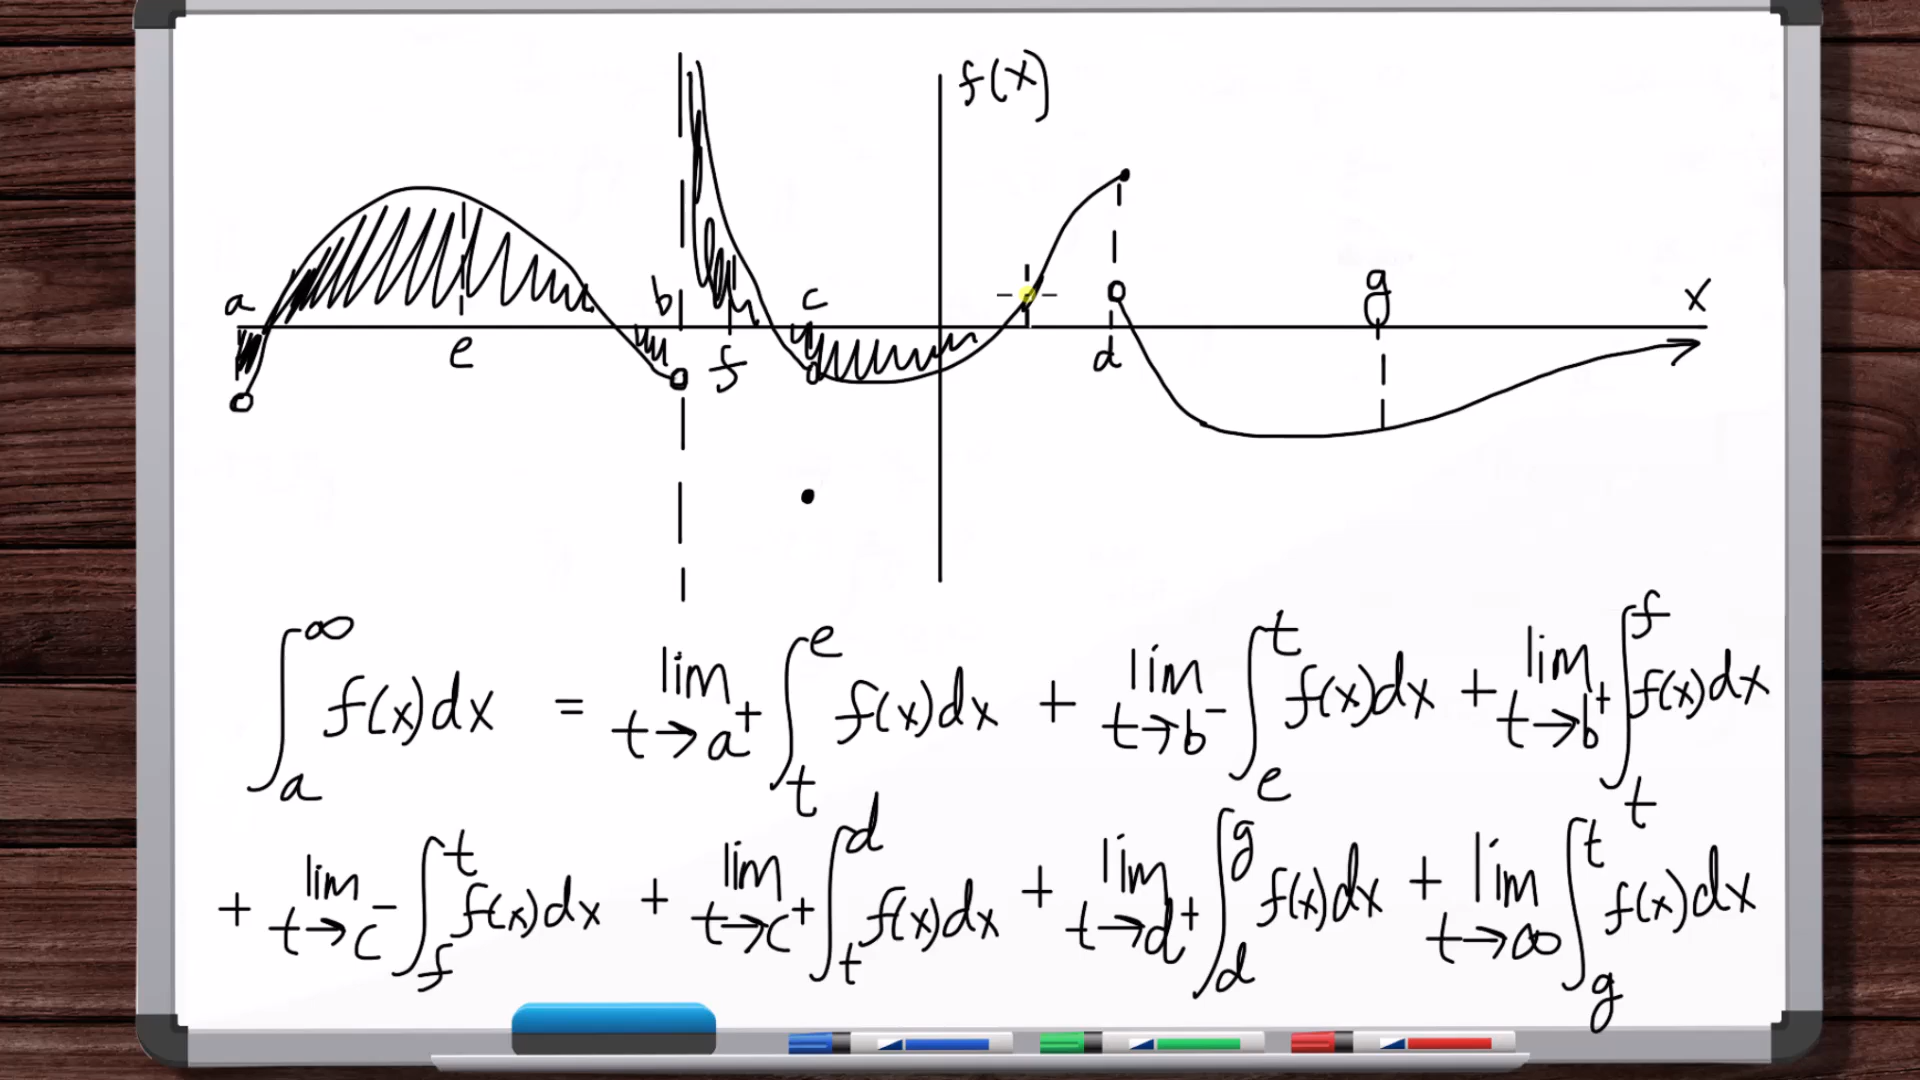 f(x)
a b c g x
e f d
∫_a^∞ f(x)dx = lim_{t→a⁺} ∫_t^e f(x)dx + lim_{t→b⁻} ∫_e^t f(x)dx + lim_{t→b⁺} ∫_t^f f(x)dx
+ lim_{t→c⁻} ∫_f^t f(x)dx + lim_{t→c⁺} ∫_t^d f(x)dx + lim_{t→d⁺} ∫_d^g f(x)dx + lim_{t→∞} ∫_g^t f(x)dx